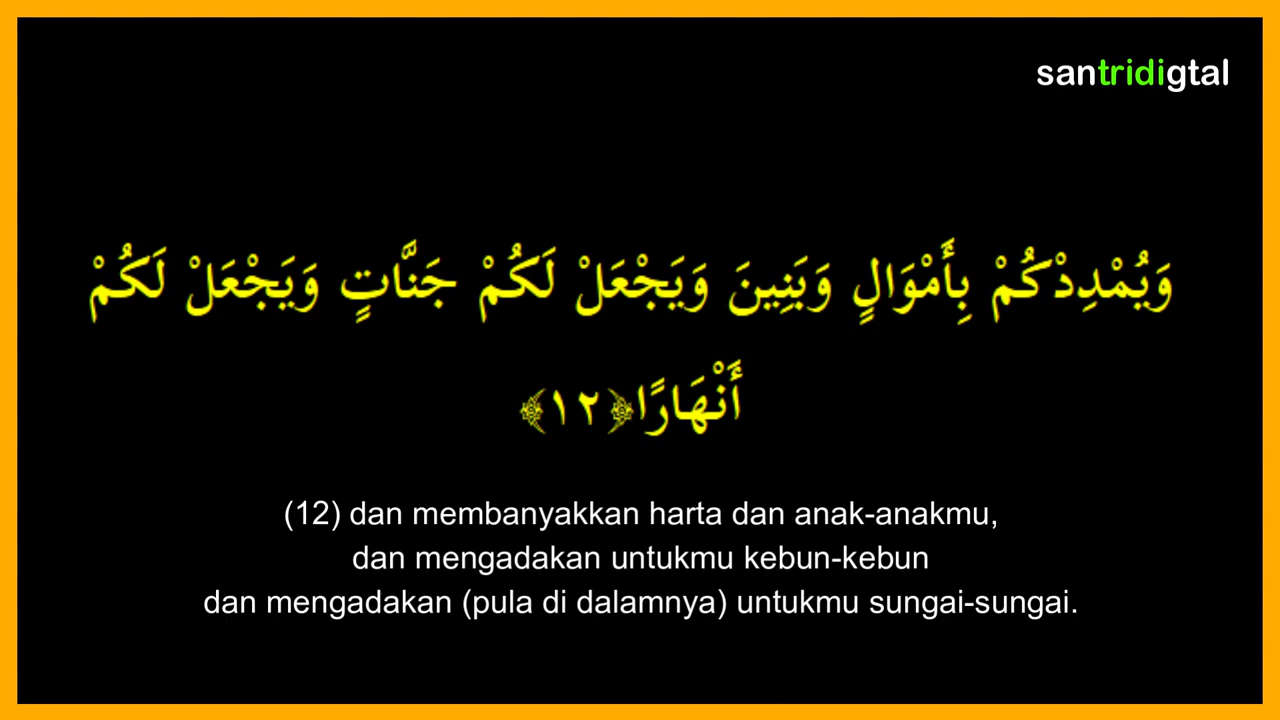 santridigtal
وَيُمْدِدْكُمْ بِأَمْوَالٍ وَبَنِينَ وَيَجْعَلْ لَكُمْ جَنَّاتٍ وَيَجْعَلْ لَكُمْ
أَنْهَارًا ﴿١٢﴾
(12) dan membanyakkan harta dan anak-anakmu,
dan mengadakan untukmu kebun-kebun
dan mengadakan (pula di dalamnya) untukmu sungai-sungai.